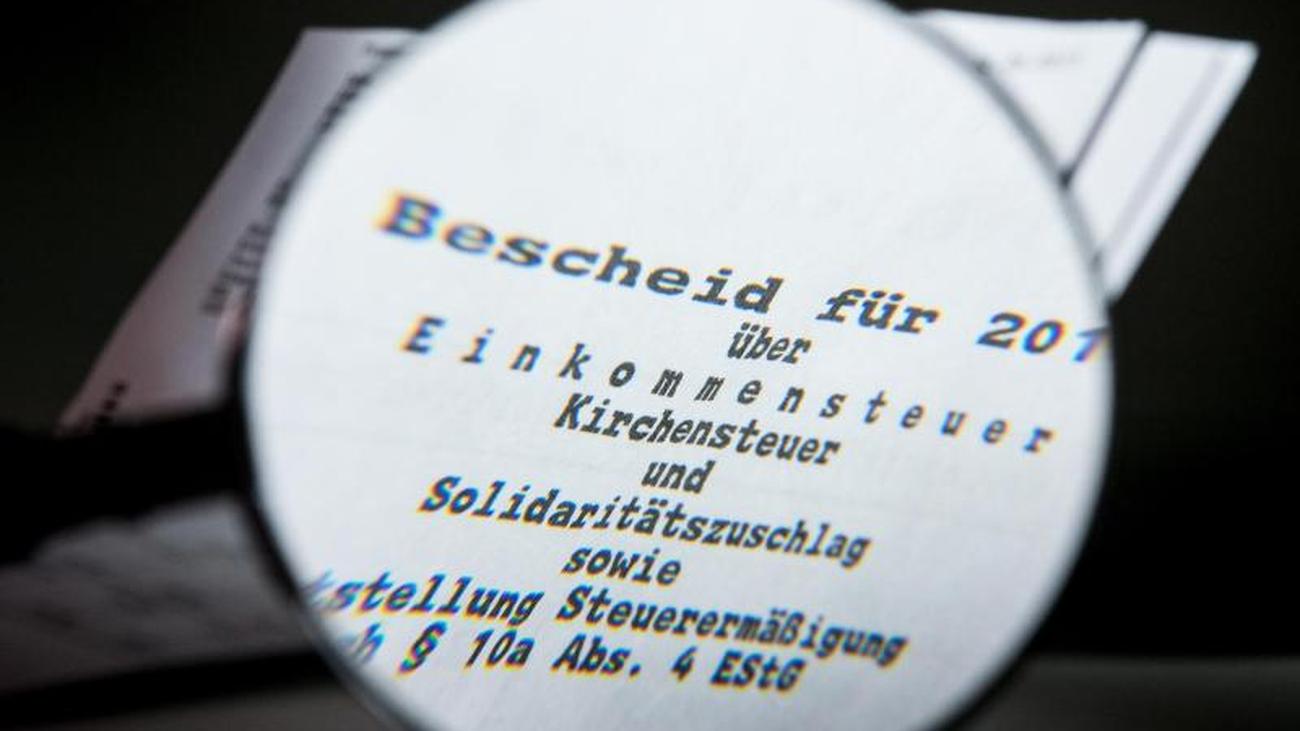 Bescheid für 201
über
Einkommensteuer
Kirchensteuer
und
Solidaritätszuschlag
sowie
stellung Steuerermäßigung
§ 10a Abs. 4 EStG